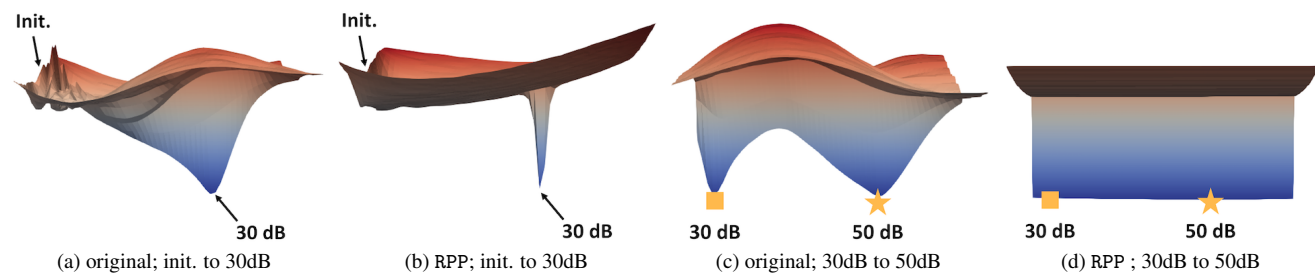 Init.
30 dB
(a) original; init. to 30dB
Init.
30 dB
(b) RPP; init. to 30dB
30 dB
50 dB
(c) original; 30dB to 50dB
30 dB
50 dB
(d) RPP ; 30dB to 50dB